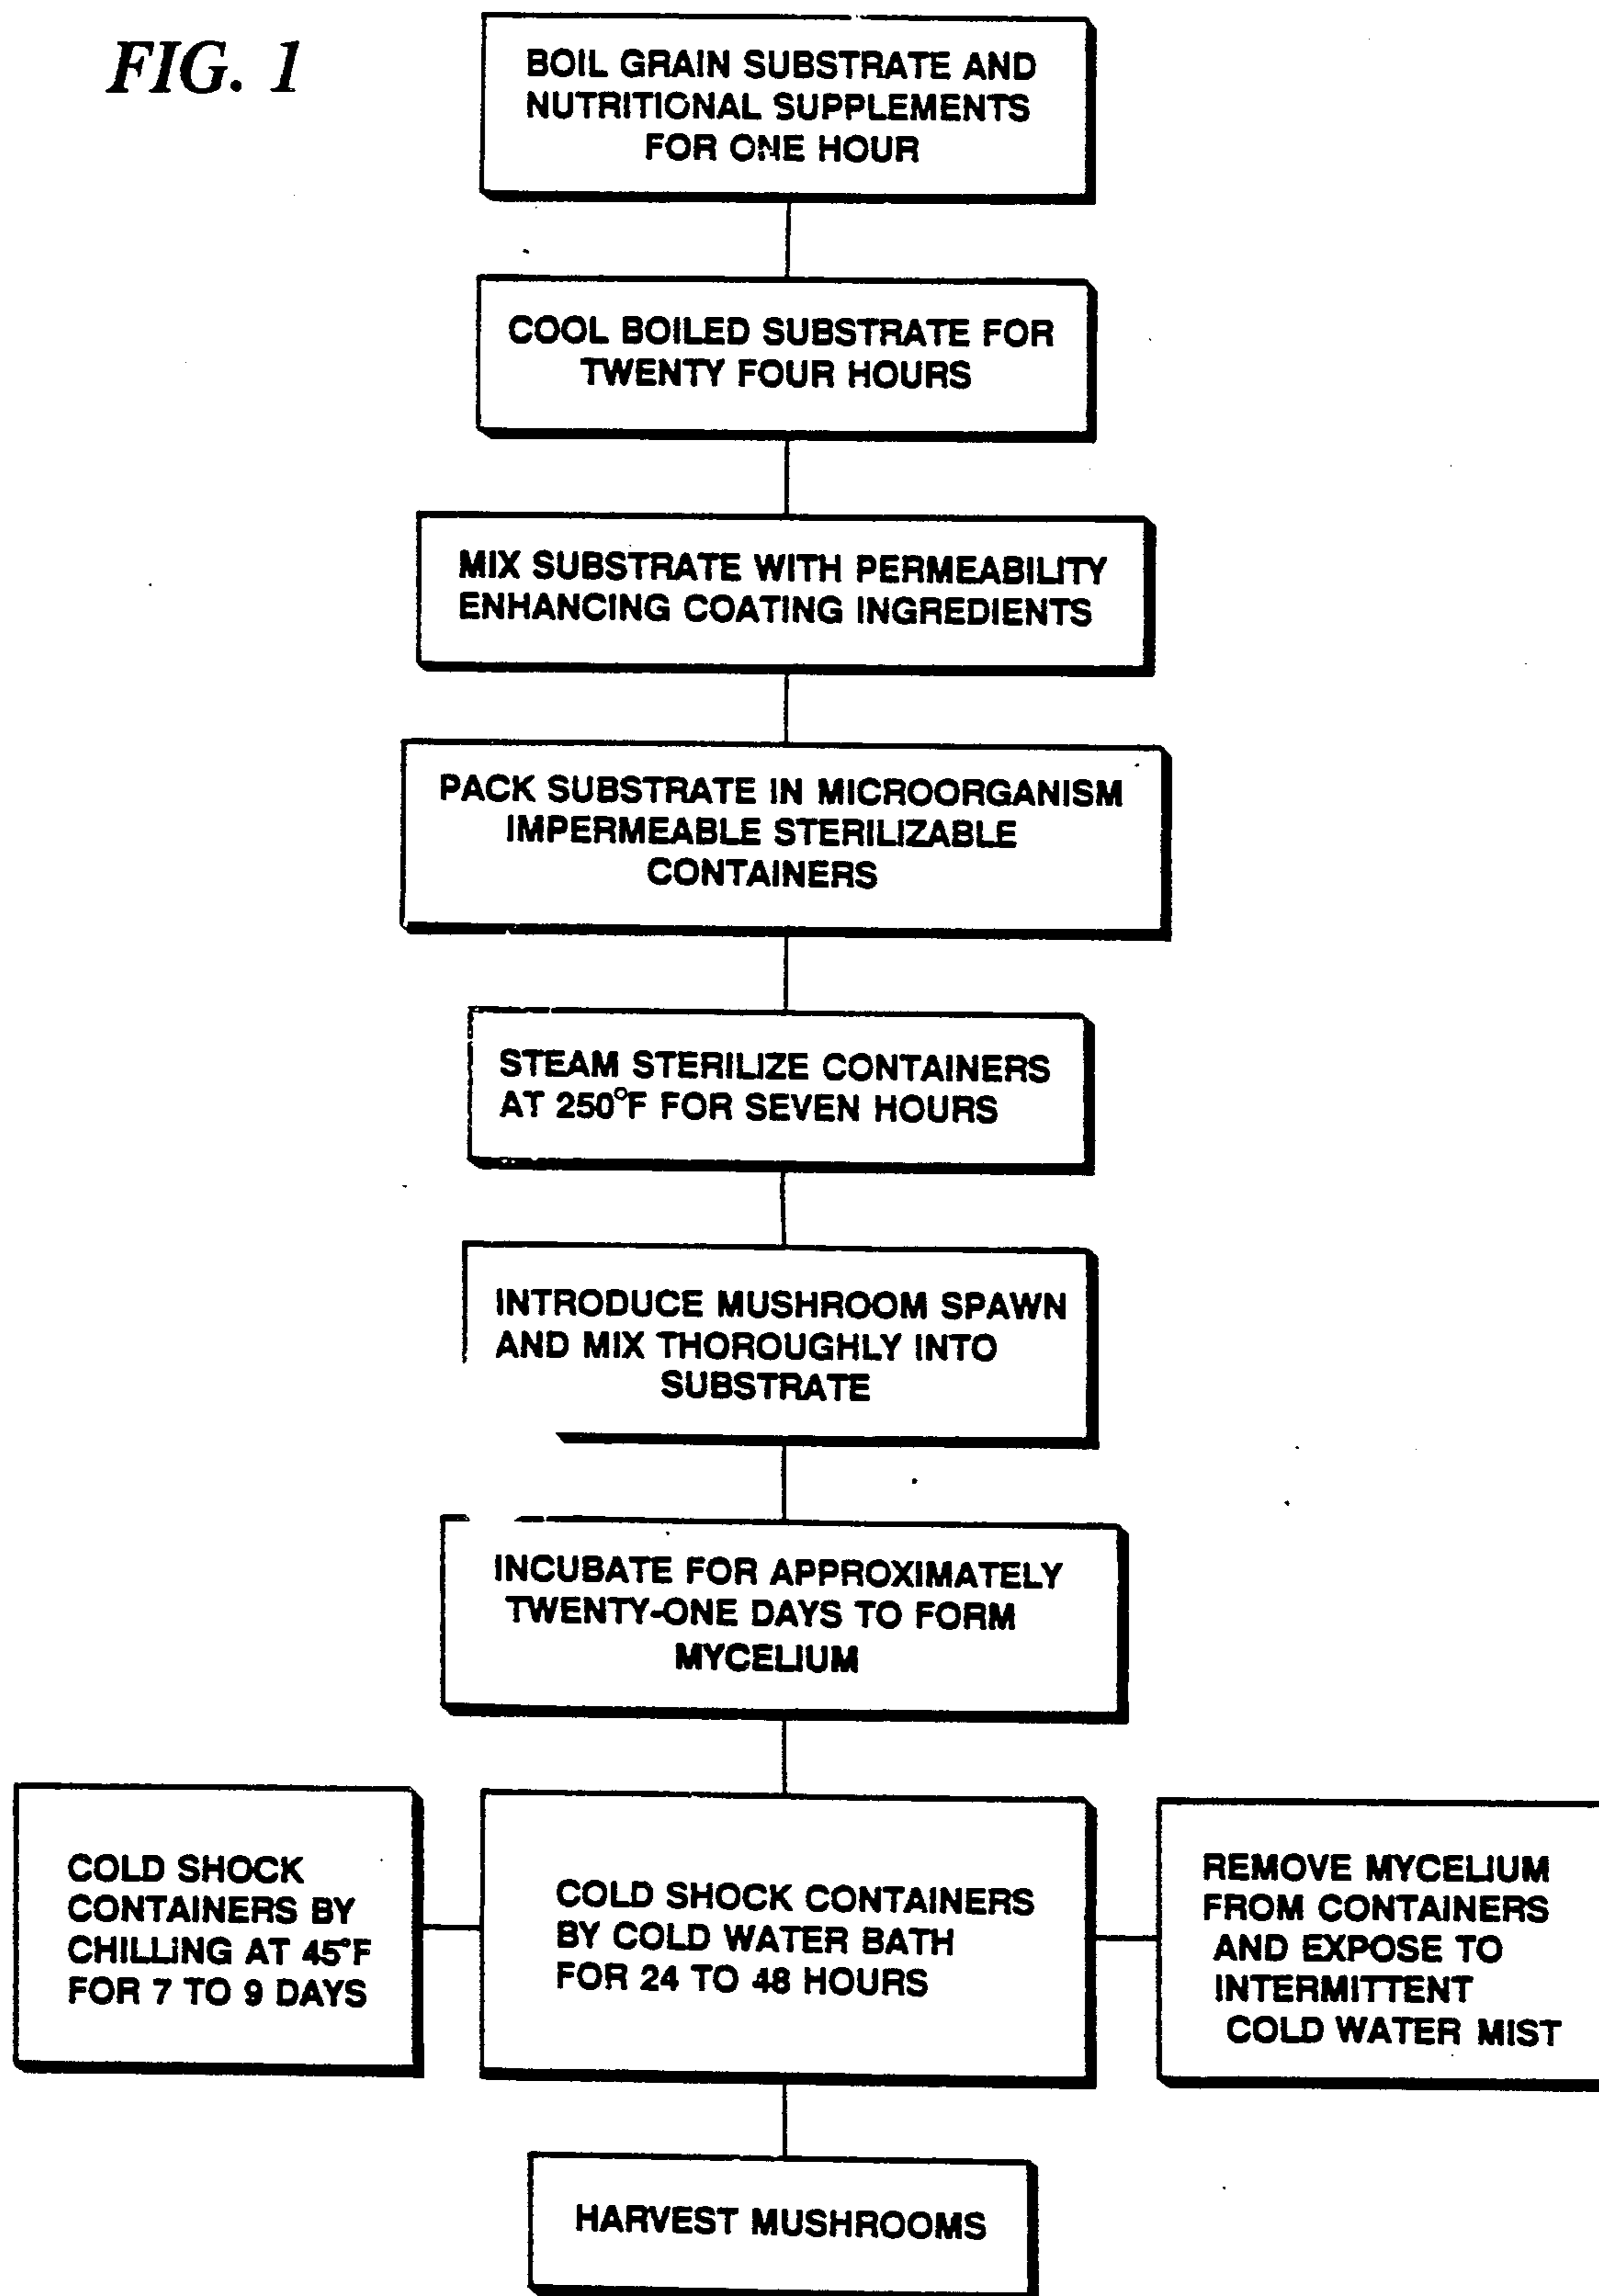 FIG. 1
BOIL GRAIN SUBSTRATE AND
NUTRITIONAL SUPPLEMENTS
FOR ONE HOUR
COOL BOILED SUBSTRATE FOR
TWENTY FOUR HOURS
MIX SUBSTRATE WITH PERMEABILITY
ENHANCING COATING INGREDIENTS
PACK SUBSTRATE IN MICROORGANISM
IMPERMEABLE STERILIZABLE
CONTAINERS
STEAM STERILIZE CONTAINERS
AT 250°F FOR SEVEN HOURS
INTRODUCE MUSHROOM SPAWN
AND MIX THOROUGHLY INTO
SUBSTRATE
INCUBATE FOR APPROXIMATELY
TWENTY-ONE DAYS TO FORM
MYCELIUM
COLD SHOCK
CONTAINERS BY
CHILLING AT 45°F
FOR 7 TO 9 DAYS
COLD SHOCK CONTAINERS
BY COLD WATER BATH
FOR 24 TO 48 HOURS
REMOVE MYCELIUM
FROM CONTAINERS
AND EXPOSE TO
INTERMITTENT
COLD WATER MIST
HARVEST MUSHROOMS